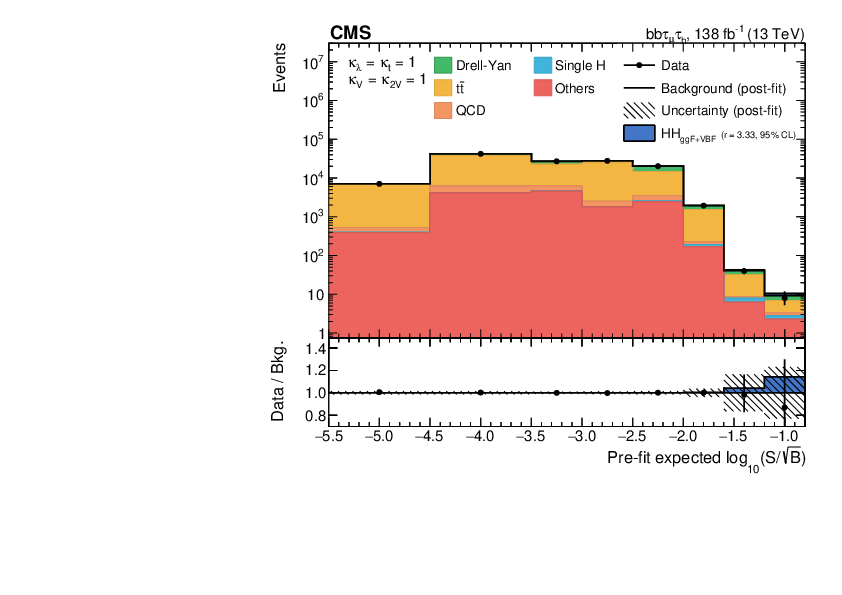 CMS bbτμτh, 138 fb⁻¹ (13 TeV)
Events
κλ = κt = 1
κV = κ2V = 1
Drell-Yan
tt̄
QCD
Single H
Others
Data
Background (post-fit)
Uncertainty (post-fit)
HHggF+VBF (r = 3.33, 95% CL)
10⁷
10⁶
10⁵
10⁴
10³
10²
10
1
Data / Bkg.
1.4
1.2
1.0
0.8
−5.5 −5.0 −4.5 −4.0 −3.5 −3.0 −2.5 −2.0 −1.5 −1.0
Pre-fit expected log₁₀(S/√B)